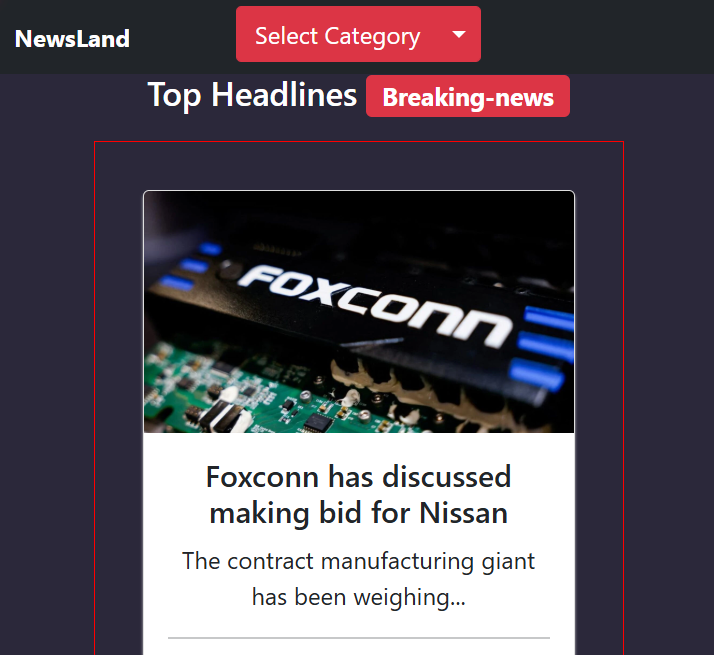 NewsLand
Select Category
Top Headlines Breaking-news
FOXCONN
Foxconn has discussed
making bid for Nissan
The contract manufacturing giant
has been weighing...